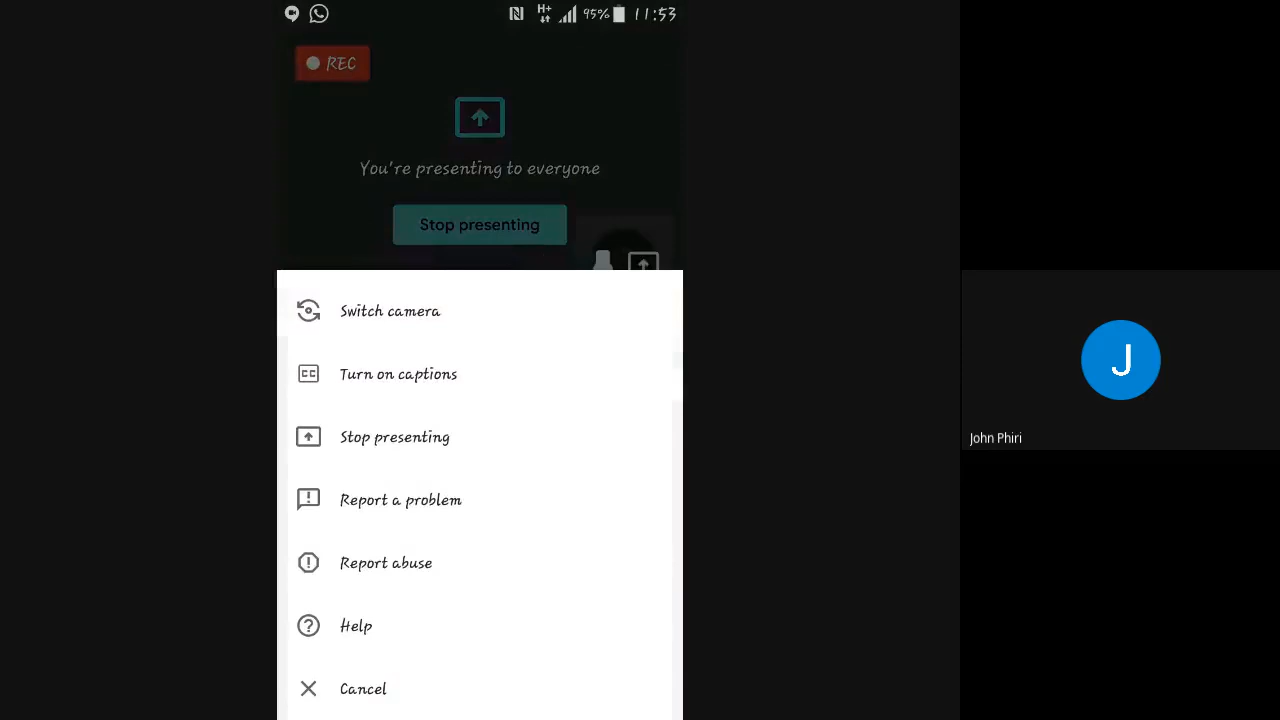 95% 11:53
REC
You're presenting to everyone
Stop presenting
Switch camera
CC Turn on captions
Stop presenting
Report a problem
Report abuse
Help
Cancel
J
John Phiri
H+